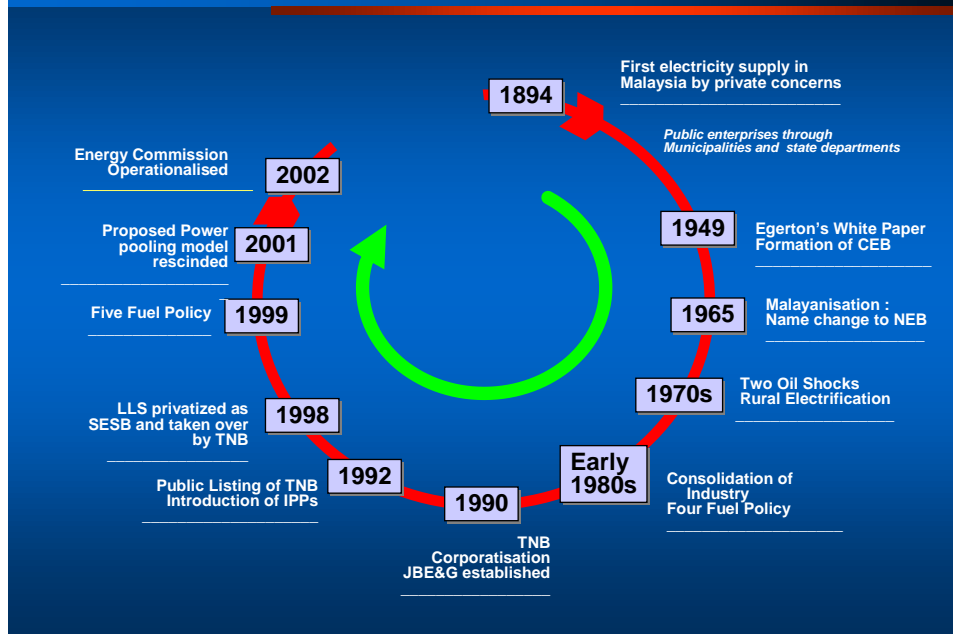 1894
First electricity supply in
Malaysia by private concerns
Public enterprises through
Municipalities and state departments
1949
Egerton's White Paper
Formation of CEB
1965
Malayanisation :
Name change to NEB
1970s
Two Oil Shocks
Rural Electrification
Early
1980s
Consolidation of
Industry
Four Fuel Policy
1990
TNB
Corporatisation
JBE&G established
1992
Public Listing of TNB
Introduction of IPPs
1998
LLS privatized as
SESB and taken over
by TNB
1999
Five Fuel Policy
2001
Proposed Power
pooling model
rescinded
2002
Energy Commission
Operationalised